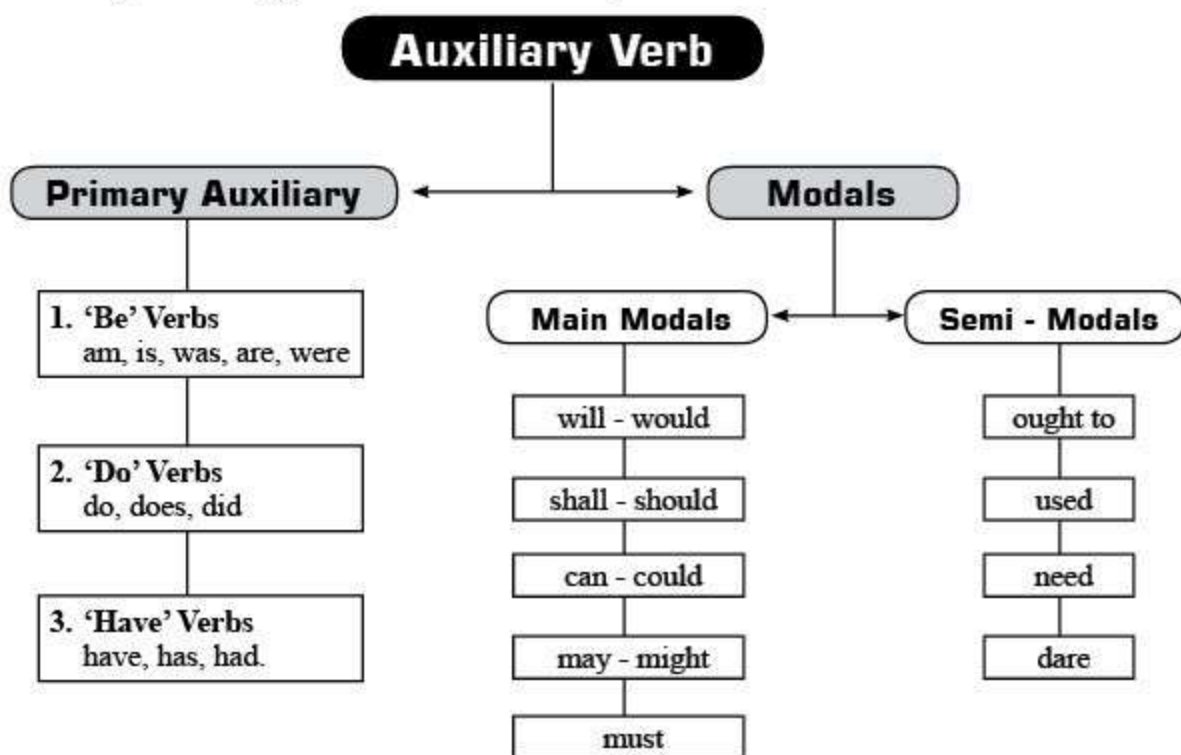 Auxiliary Verb
Primary Auxiliary
Modals
1. ‘Be’ Verbs
am, is, was, are, were
2. ‘Do’ Verbs
do, does, did
3. ‘Have’ Verbs
have, has, had.
Main Modals
will - would
shall - should
can - could
may - might
must
Semi - Modals
ought to
used
need
dare